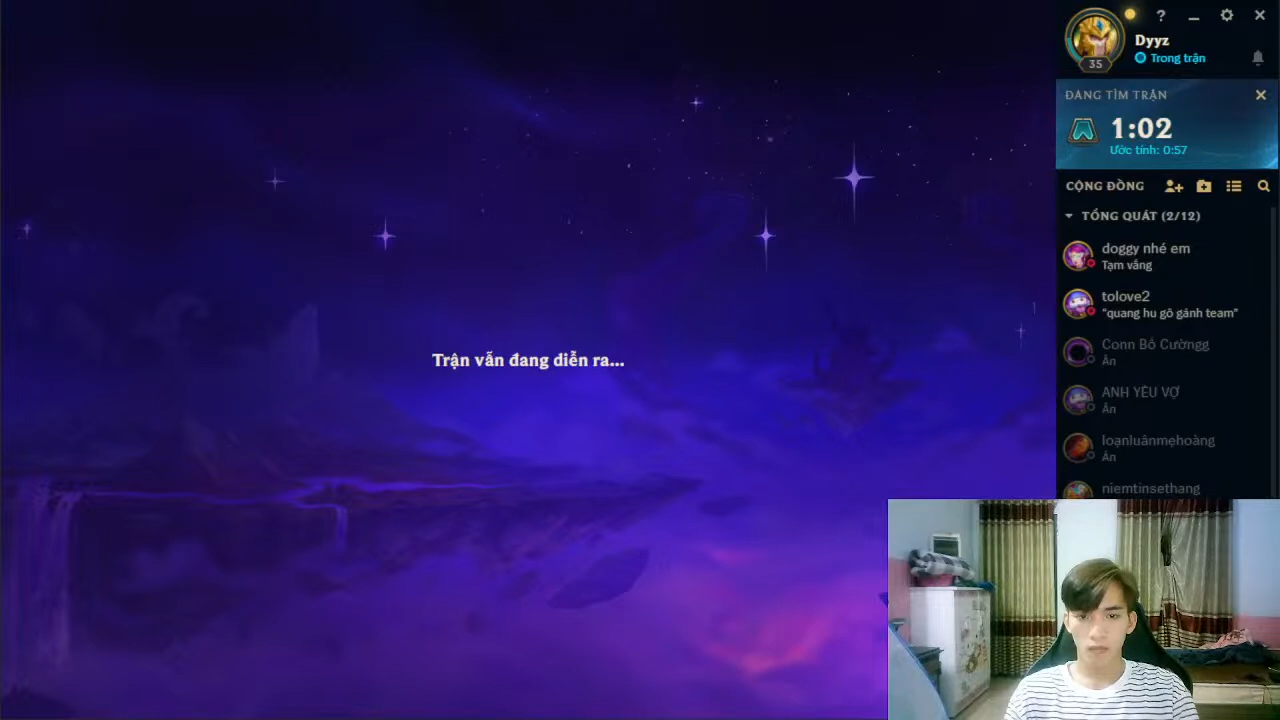 ?
Dyyz
35
Trong trận
ĐANG TÌM TRẬN
1:02
Ước tính: 0:57
CỘNG ĐỒNG
TỔNG QUÁT (2/12)
doggy nhé em
Tạm vắng
tolove2
"quang hu gô gánh team"
Conn Bồ Cườngg
Ẩn
ANH YÊU VỢ
Ẩn
loạnluânmẹhoàng
Ẩn
niemtinsethang
Trận vẫn đang diễn ra...